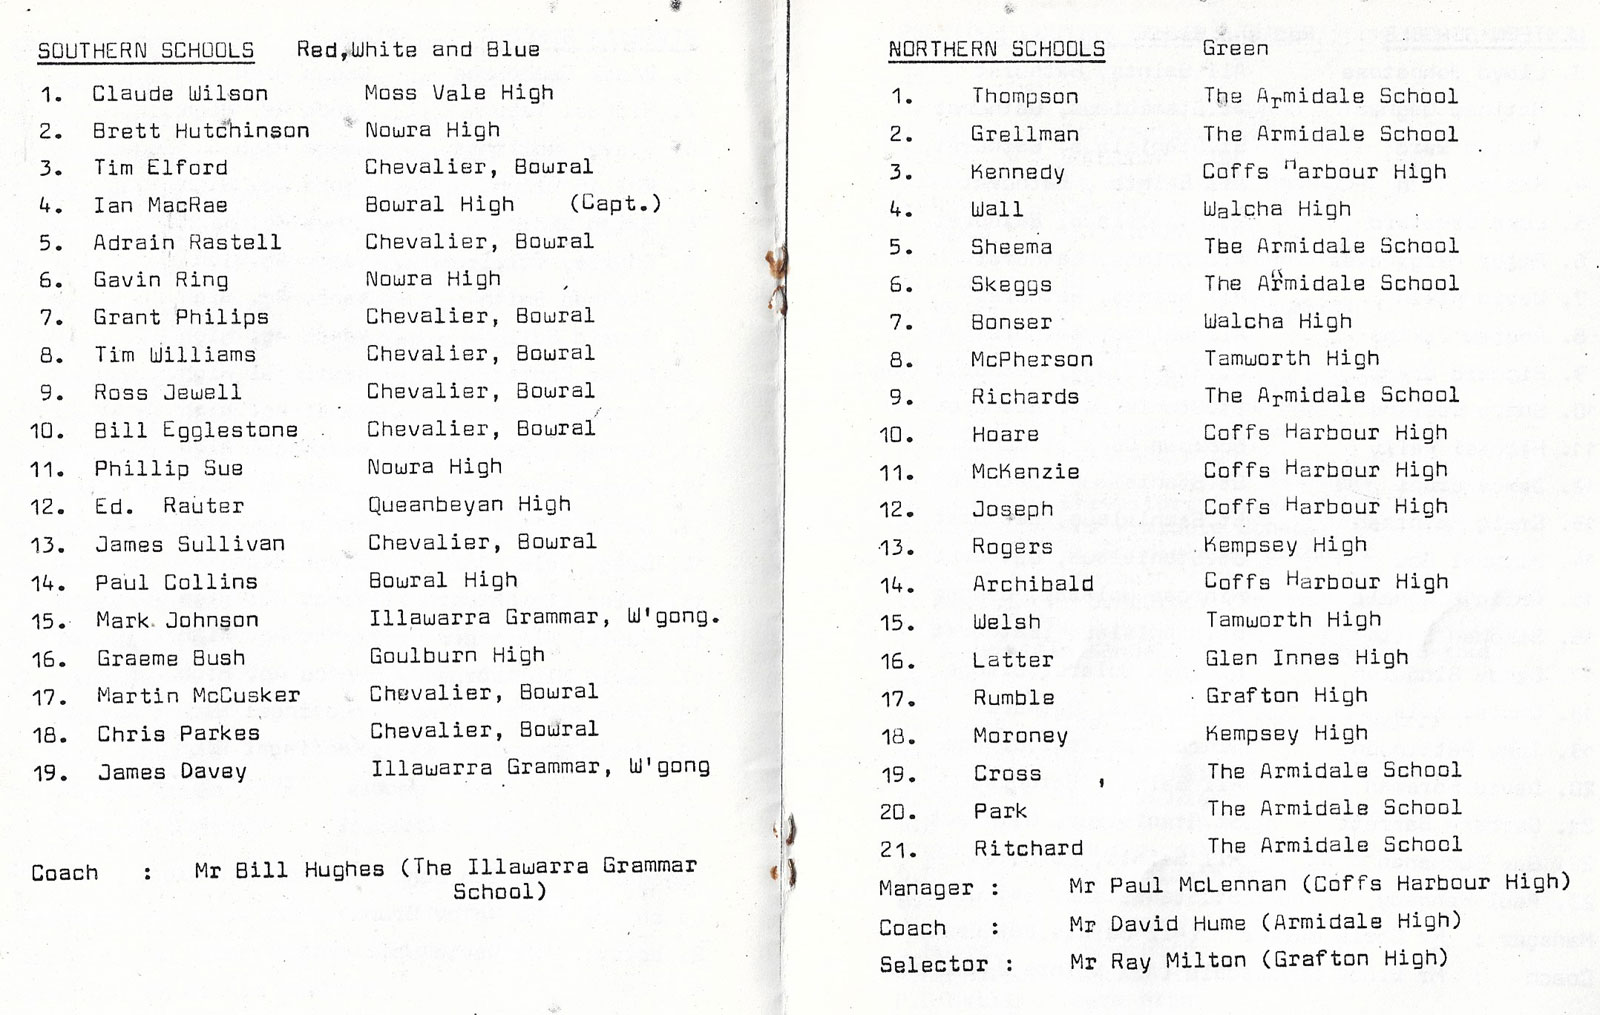 SOUTHERN SCHOOLS Red,White and Blue
1. Claude Wilson Moss Vale High
2. Brett Hutchinson Nowra High
3. Tim Elford Chevalier, Bowral
4. Ian MacRae Bowral High (Capt.)
5. Adrain Rastell Chevalier, Bowral
6. Gavin Ring Nowra High
7. Grant Philips Chevalier, Bowral
8. Tim Williams Chevalier, Bowral
9. Ross Jewell Chevalier, Bowral
10. Bill Egglestone Chevalier, Bowral
11. Phillip Sue Nowra High
12. Ed. Rauter Queanbeyan High
13. James Sullivan Chevalier, Bowral
14. Paul Collins Bowral High
15. Mark Johnson Illawarra Grammar, W'gong.
16. Graeme Bush Goulburn High
17. Martin McCusker Chevalier, Bowral
18. Chris Parkes Chevalier, Bowral
19. James Davey Illawarra Grammar, W'gong
Coach : Mr Bill Hughes (The Illawarra Grammar
School)
NORTHERN SCHOOLS Green
1. Thompson The Armidale School
2. Grellman The Armidale School
3. Kennedy Coffs Harbour High
4. Wall Walcha High
5. Sheema Tbe Armidale School
6. Skeggs The Armidale School
7. Bonser Walcha High
8. McPherson Tamworth High
9. Richards The Armidale School
10. Hoare Coffs Harbour High
11. McKenzie Coffs Harbour High
12. Joseph Coffs Harbour High
13. Rogers Kempsey High
14. Archibald Coffs Harbour High
15. Welsh Tamworth High
16. Latter Glen Innes High
17. Rumble Grafton High
18. Moroney Kempsey High
19. Cross The Armidale School
20. Park The Armidale School
21. Ritchard The Armidale School
Manager : Mr Paul McLennan (Coffs Harbour High)
Coach : Mr David Hume (Armidale High)
Selector : Mr Ray Milton (Grafton High)